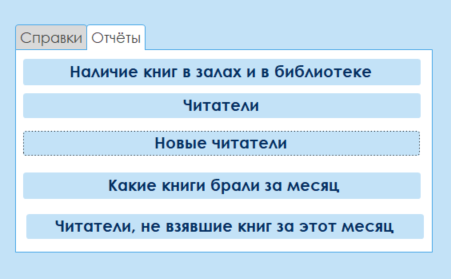 Справки Отчёты
Наличие книг в залах и в библиотеке
Читатели
Новые читатели
Какие книги брали за месяц
Читатели, не взявшие книг за этот месяц